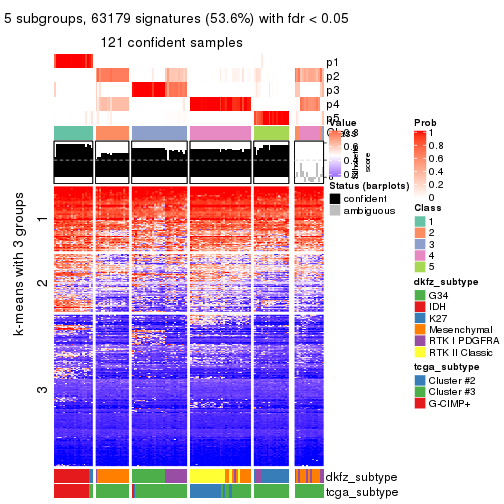 5 subgroups, 63179 signatures (53.6%) with fdr < 0.05
121 confident samples
p1
p2
p3
p4
p5
Class
Silhouette
score
k-means with 3 groups
1
2
3
dkfz_subtype
tcga_subtype
Value
Status (barplots)
confident
ambiguous
Prob
1
0.8
0.6
0.4
0.2
0
Class
1
2
3
4
5
dkfz_subtype
G34
IDH
K27
Mesenchymal
RTK I PDGFRA
RTK II Classic
tcga_subtype
Cluster #2
Cluster #3
G-CIMP+